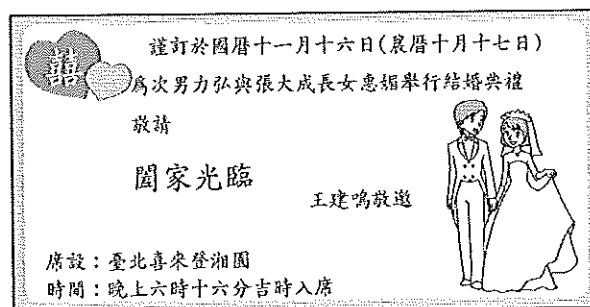 囍
謹訂於國曆十一月十六日(農曆十月十七日)
為次男力弘與張大成長女惠媚舉行結婚典禮
敬請
闔家光臨
王建鳴敬邀
席設：臺北喜來登湘園
時間：晚上六時十六分吉時入席